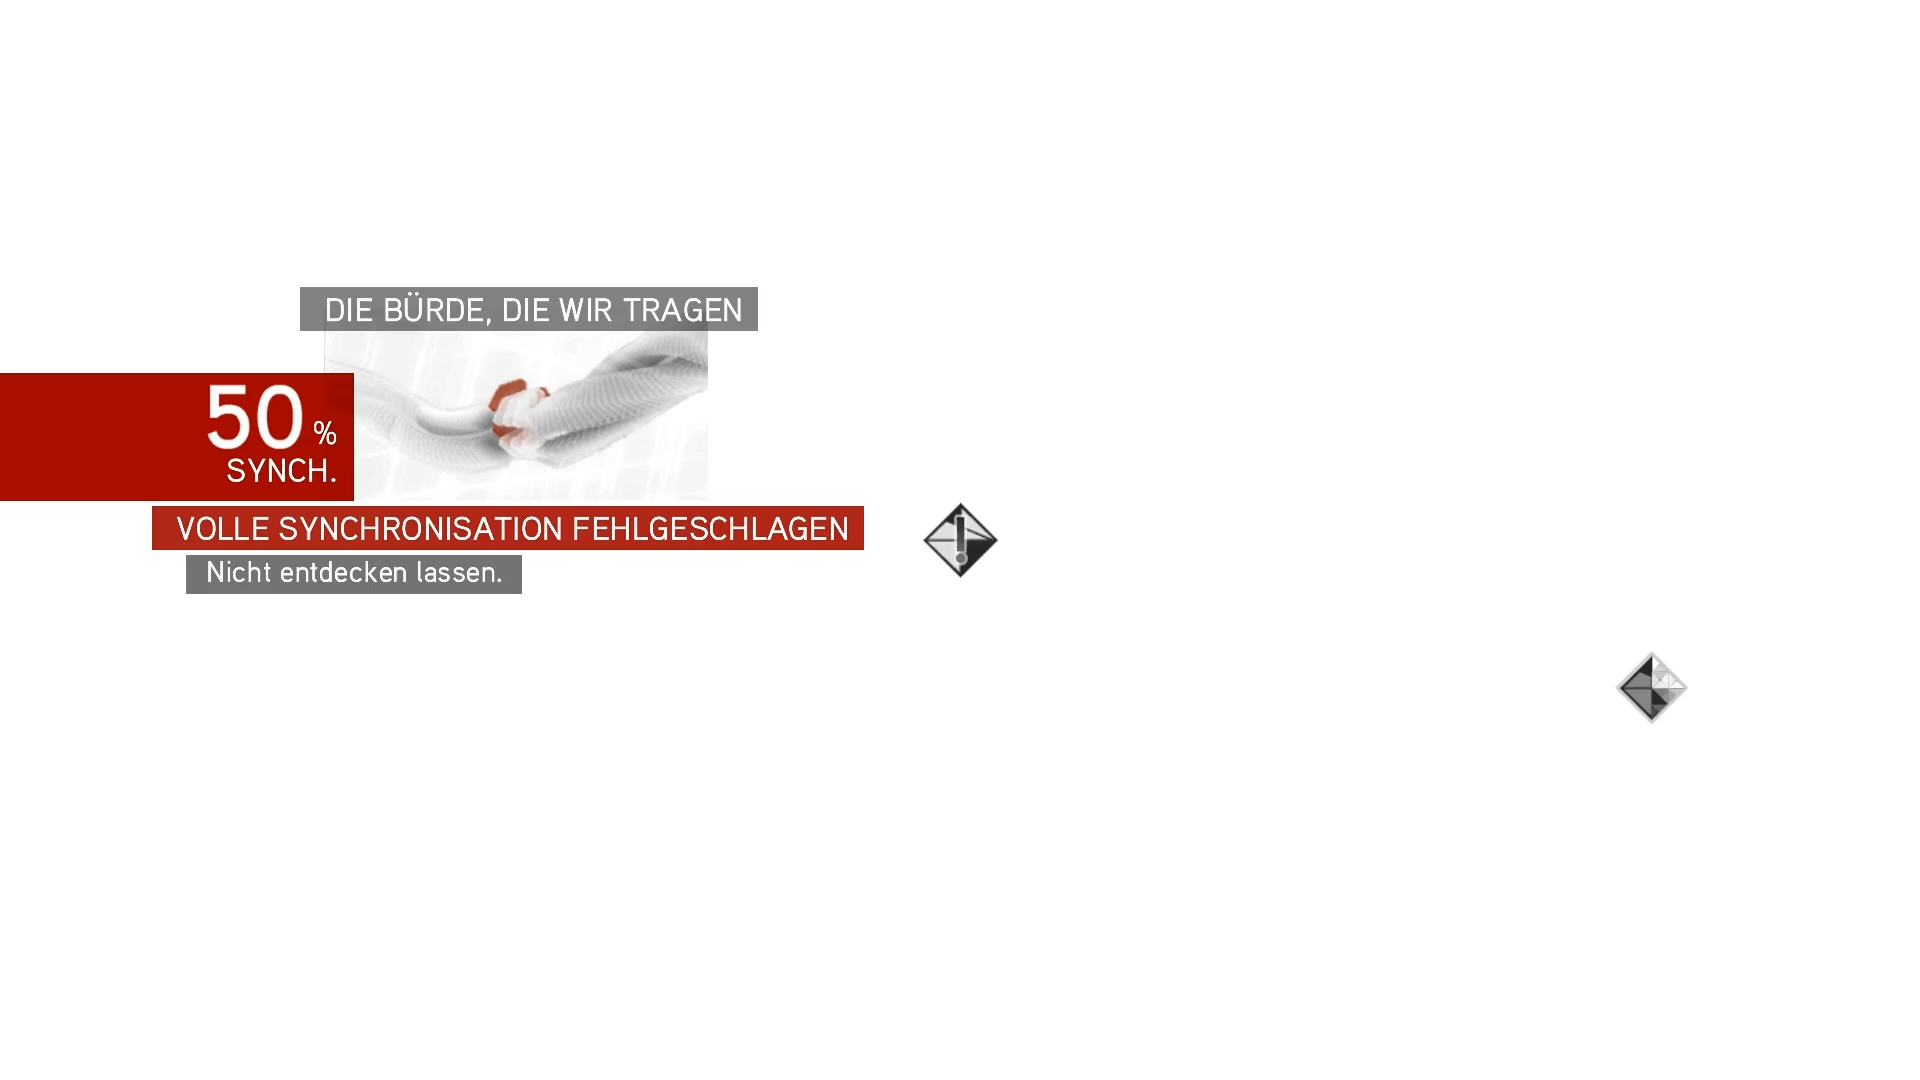 DIE BÜRDE, DIE WIR TRAGEN
50 %
SYNCH.
VOLLE SYNCHRONISATION FEHLGESCHLAGEN
Nicht entdecken lassen.